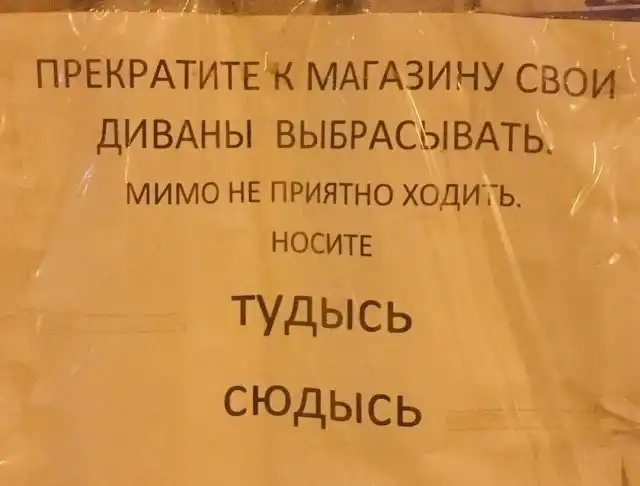 ПРЕКРАТИТЕ К МАГАЗИНУ СВОИ
ДИВАНЫ ВЫБРАСЫВАТЬ.
МИМО НЕ ПРИЯТНО ХОДИТЬ.
НОСИТЕ
ТУДЫСЬ
СЮДЫСЬ